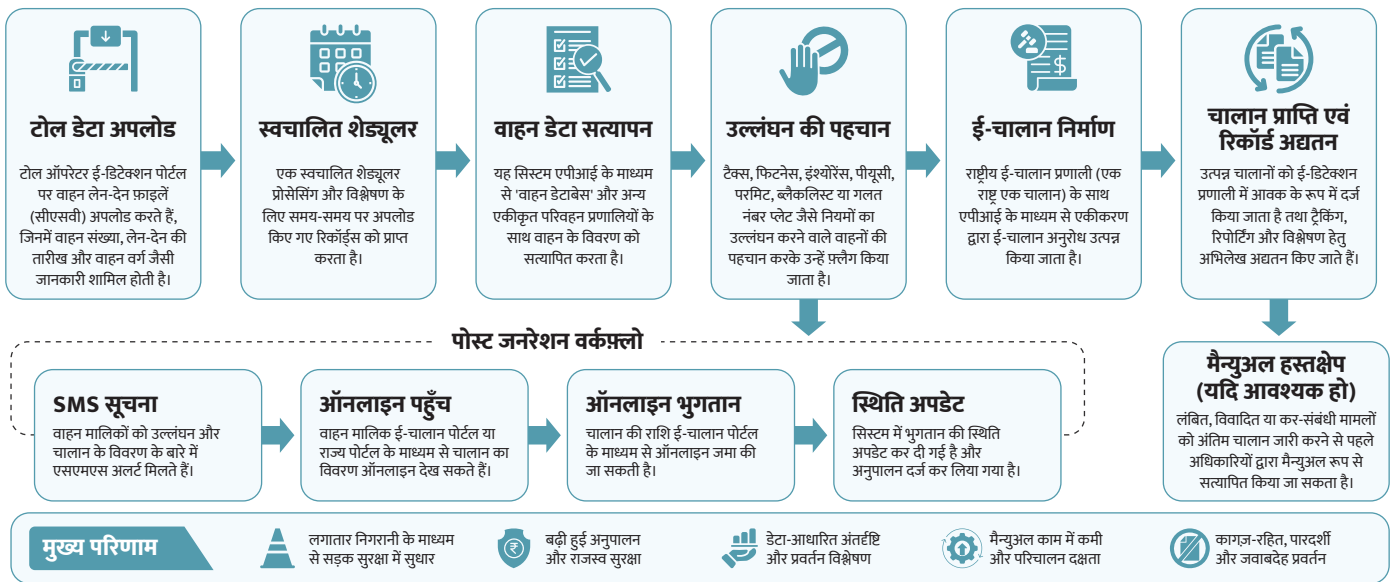 टोल डेटा अपलोड
टोल ऑपरेटर ई-डिटेक्शन पोर्टल
पर वाहन लेन-देन फ़ाइलें
(सीएसवी) अपलोड करते हैं,
जिनमें वाहन संख्या, लेन-देन की
तारीख और वाहन वर्ग जैसी
जानकारी शामिल होती है।
स्वचालित शेड्यूलर
एक स्वचालित शेड्यूलर
प्रोसेसिंग और विश्लेषण के
लिए समय-समय पर अपलोड
किए गए रिकॉर्ड्स को प्राप्त
करता है।
वाहन डेटा सत्यापन
यह सिस्टम एपीआई के माध्यम
से 'वाहन डेटाबेस' और अन्य
एकीकृत परिवहन प्रणालियों के
साथ वाहन के विवरण को
सत्यापित करता है।
उल्लंघन की पहचान
टैक्स, फिटनेस, इंश्योरेंस, पीयूसी,
परमिट, ब्लैकलिस्ट या गलत
नंबर प्लेट जैसे नियमों का
उल्लंघन करने वाले वाहनों की
पहचान करके उन्हें फ़्लैग किया
जाता है।
$
ई-चालान निर्माण
राष्ट्रीय ई-चालान प्रणाली (एक
राष्ट्र एक चालान) के साथ
एपीआई के माध्यम से एकीकरण
द्वारा ई-चालान अनुरोध उत्पन्न
किया जाता है।
चालान प्राप्ति एवं
रिकॉर्ड अद्यतन
उत्पन्न चालानों को ई-डिटेक्शन
प्रणाली में आवक के रूप में दर्ज
किया जाता है तथा ट्रैकिंग,
रिपोर्टिंग और विश्लेषण हेतु
अभिलेख अद्यतन किए जाते हैं।
पोस्ट जनरेशन वर्कफ़्लो
SMS सूचना
वाहन मालिकों को उल्लंघन और
चालान के विवरण के बारे में
एसएमएस अलर्ट मिलते हैं।
ऑनलाइन पहुँच
वाहन मालिक ई-चालान पोर्टल या
राज्य पोर्टल के माध्यम से चालान का
विवरण ऑनलाइन देख सकते हैं।
ऑनलाइन भुगतान
चालान की राशि ई-चालान पोर्टल
के माध्यम से ऑनलाइन जमा की
जा सकती है।
स्थिति अपडेट
सिस्टम में भुगतान की स्थिति
अपडेट कर दी गई है और
अनुपालन दर्ज कर लिया गया है।
मैन्युअल हस्तक्षेप
(यदि आवश्यक हो)
लंबित, विवादित या कर-संबंधी मामलों
को अंतिम चालान जारी करने से पहले
अधिकारियों द्वारा मैन्युअल रूप से
सत्यापित किया जा सकता है।
मुख्य परिणाम
लगातार निगरानी के माध्यम
से सड़क सुरक्षा में सुधार
₹
बढ़ी हुई अनुपालन
और राजस्व सुरक्षा
डेटा-आधारित अंतर्दृष्टि
और प्रवर्तन विश्लेषण
मैन्युअल काम में कमी
और परिचालन दक्षता
कागज़-रहित, पारदर्शी
और जवाबदेह प्रवर्तन